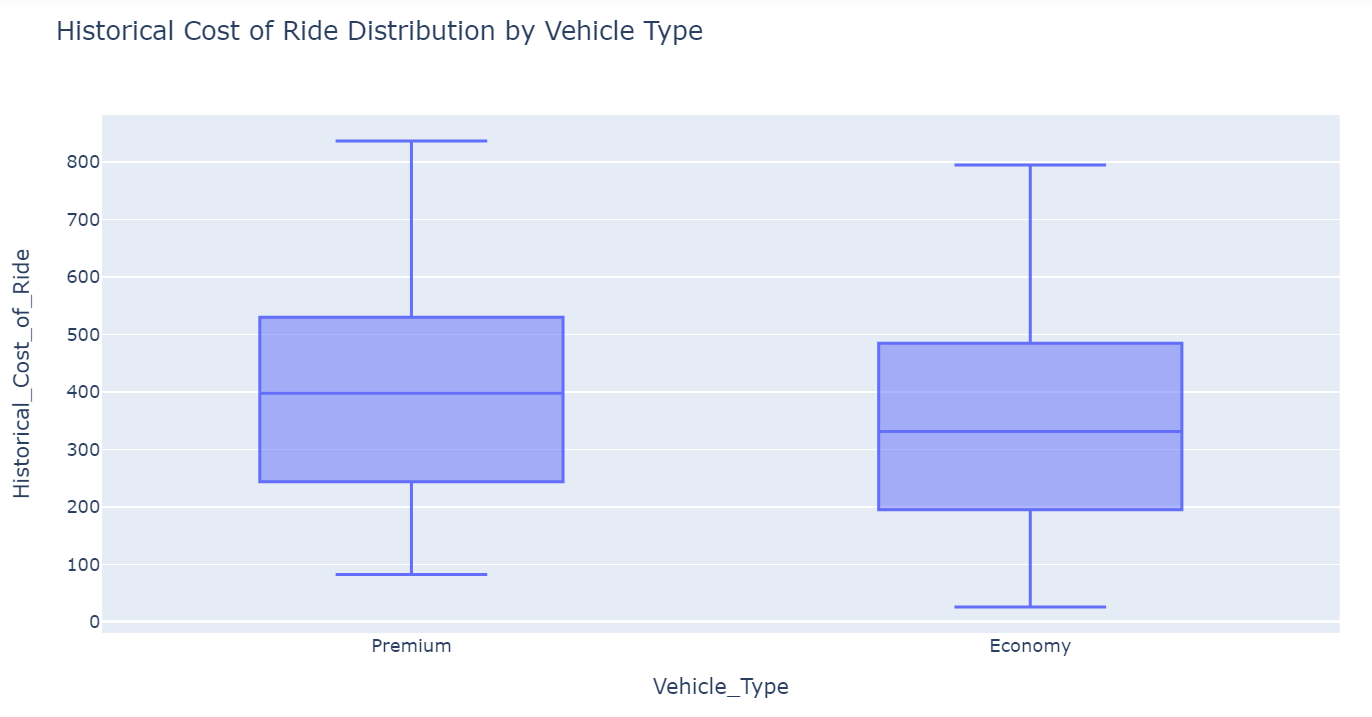 Historical Cost of Ride Distribution by Vehicle Type
Historical_Cost_of_Ride
800
700
600
500
400
300
200
100
0
Premium
Economy
Vehicle_Type